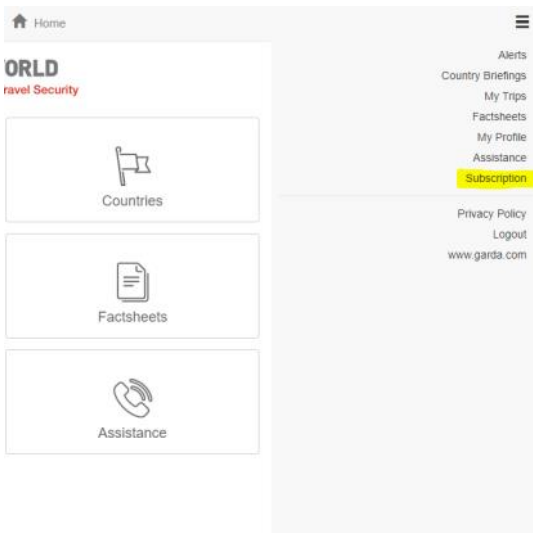 Home
ORLD
ravel Security
Countries
Factsheets
Assistance
Alerts
Country Briefings
My Trips
Factsheets
My Profile
Assistance
Subscription
Privacy Policy
Logout
www.garda.com